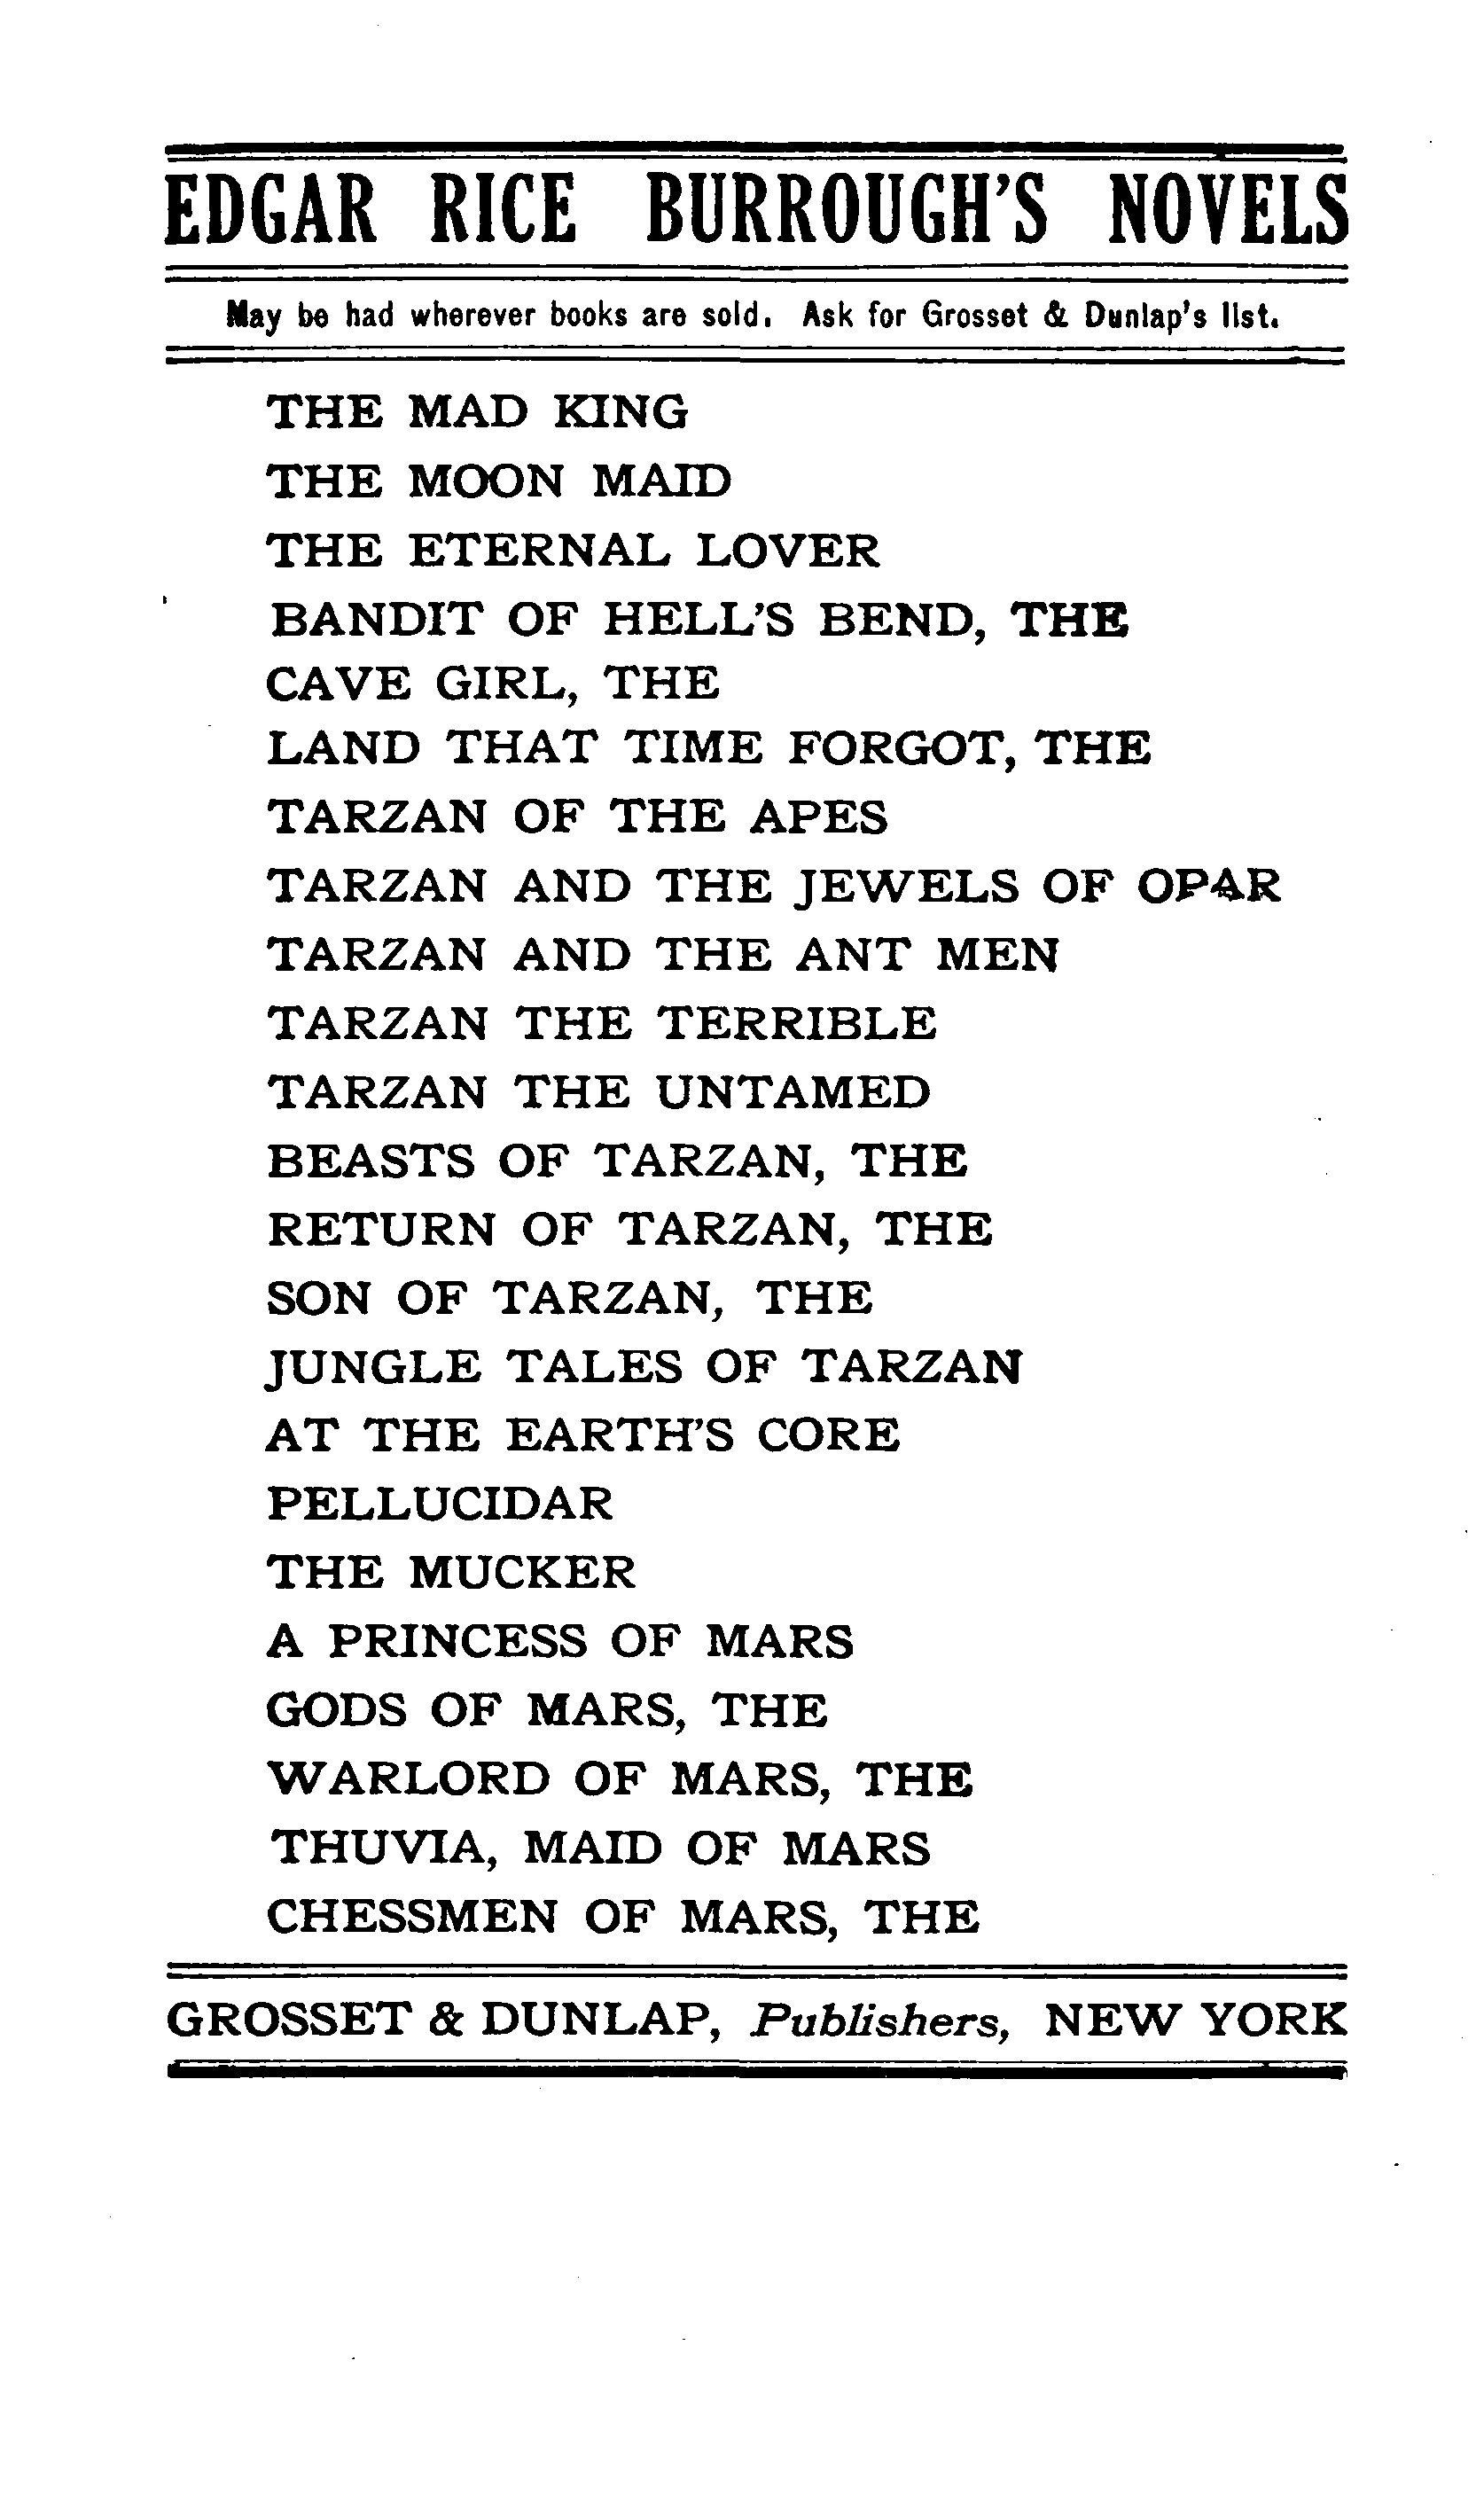 EDGAR RICE BURROUGH'S NOVELS
May be had wherever books are sold. Ask for Grosset & Dunlap's list.
THE MAD KING
THE MOON MAID
THE ETERNAL LOVER
BANDIT OF HELL'S BEND, THE
CAVE GIRL, THE
LAND THAT TIME FORGOT, THE
TARZAN OF THE APES
TARZAN AND THE JEWELS OF OPAR
TARZAN AND THE ANT MEN
TARZAN THE TERRIBLE
TARZAN THE UNTAMED
BEASTS OF TARZAN, THE
RETURN OF TARZAN, THE
SON OF TARZAN, THE
JUNGLE TALES OF TARZAN
AT THE EARTH'S CORE
PELLUCIDAR
THE MUCKER
A PRINCESS OF MARS
GODS OF MARS, THE
WARLORD OF MARS, THE
THUVIA, MAID OF MARS
CHESSMEN OF MARS, THE
GROSSET & DUNLAP, Publishers, NEW YORK